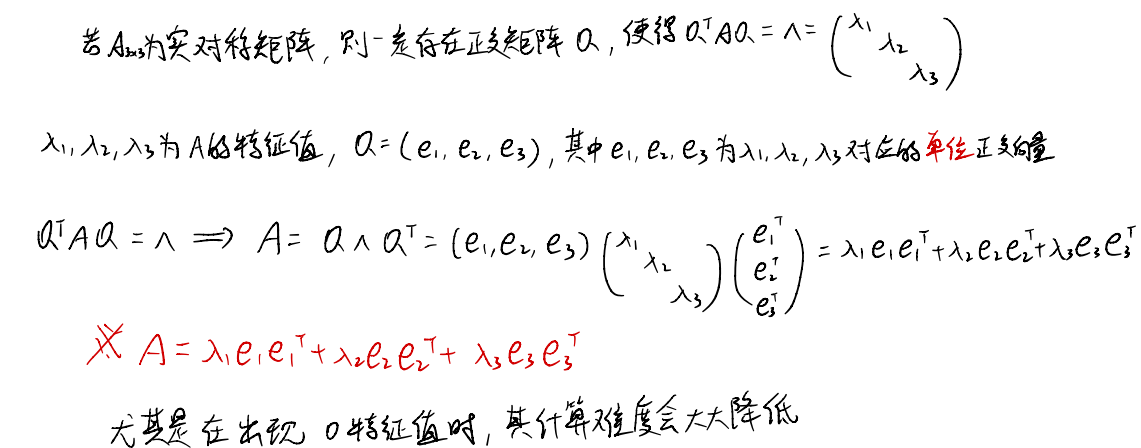 若A₃ₓ₃为实对称矩阵,则一定存在正交矩阵Q,使得QᵀAQ=Λ=(λ₁ λ₂ λ₃)
λ₁,λ₂,λ₃为A的特征值,Q=(e₁,e₂,e₃),其中e₁,e₂,e₃为λ₁,λ₂,λ₃对应的单位正交向量
QᵀAQ=Λ ⟹ A=QΛQᵀ=(e₁,e₂,e₃)(λ₁ λ₂ λ₃)(e₁ᵀ e₂ᵀ e₃ᵀ)=λ₁e₁e₁ᵀ+λ₂e₂e₂ᵀ+λ₃e₃e₃ᵀ
※ A=λ₁e₁e₁ᵀ+λ₂e₂e₂ᵀ+λ₃e₃e₃ᵀ
尤其是在出现0特征值时,其计算难度会大大降低